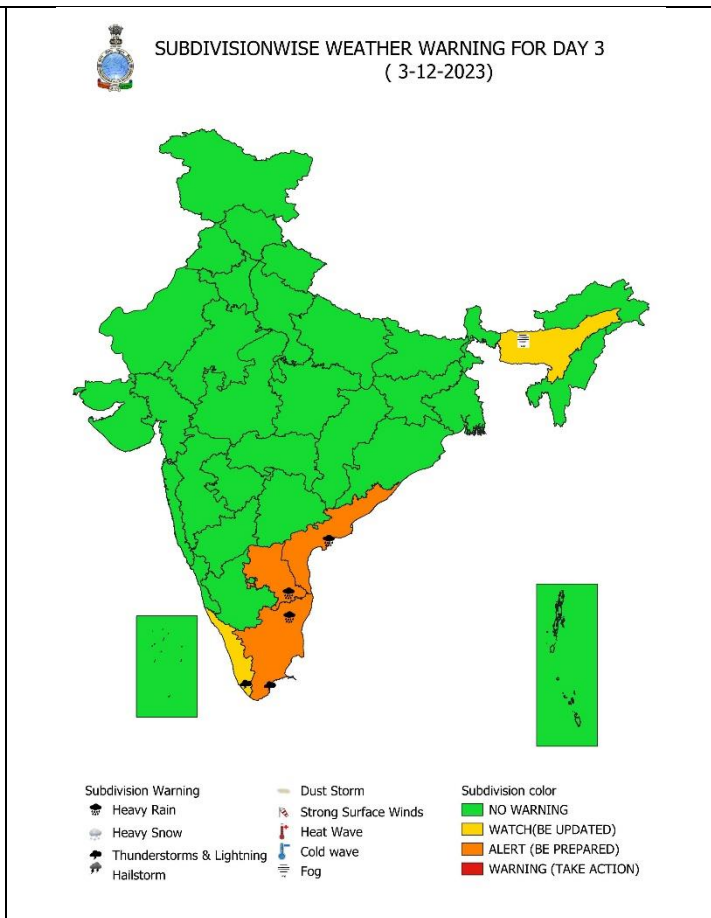 SUBDIVISIONWISE WEATHER WARNING FOR DAY 3
( 3-12-2023)
Subdivision Warning
Heavy Rain
Heavy Snow
Thunderstorms & Lightning
Hailstorm
Dust Storm
Strong Surface Winds
Heat Wave
Cold wave
Fog
Subdivision color
NO WARNING
WATCH(BE UPDATED)
ALERT (BE PREPARED)
WARNING (TAKE ACTION)